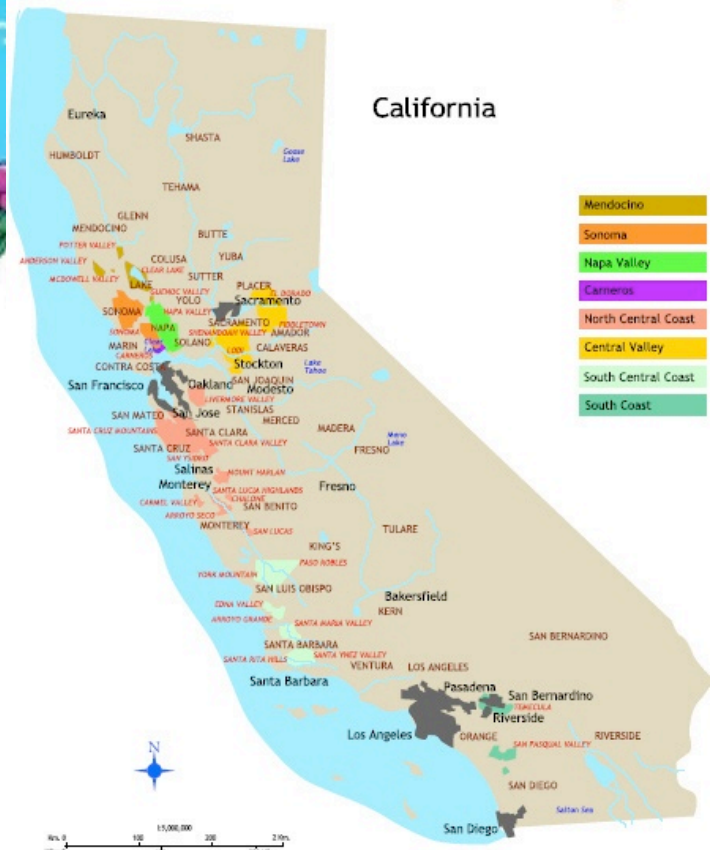 California
Eureka
HUMBOLDT
SHASTA
Goose
Lake
TEHAMA
GLENN
MENDOCINO
BUTTE
POTTER VALLEY
ANDERSON VALLEY
COLUSA
YUBA
CLEAR LAKE
MCDOWELL VALLEY
LAKE
SUTTER
PLACER
GUENOC VALLEY
EL DORADO
YOLO
Sacramento
SONOMA
NAPA VALLEY
SACRAMENTO
FIDDLETOWN
SONOMA
NAPA
SHENANDOAH VALLEY
AMADOR
MARIN
Clear
SOLANO
LODI
CALAVERAS
CARNEROS
CONTRA COSTA
Stockton
Lake
Tahoe
San Francisco
Oakland
SAN JOAQUIN
Modesto
LIVERMORE VALLEY
SAN MATEO
San Jose
STANISLAS
MERCED
SANTA CRUZ MOUNTAINS
SANTA CLARA
MADERA
Mono
Lake
SANTA CRUZ
SANTA CLARA VALLEY
FRESNO
SAN YSIDRO
Salinas
MOUNT HARLAN
Monterey
SANTA LUCIA HIGHLANDS
Fresno
CHALONE
CARMEL VALLEY
SAN BENITO
ARROYO SECO
MONTEREY
SAN LUCAS
TULARE
KING'S
PASO ROBLES
YORK MOUNTAIN
SAN LUIS OBISPO
Bakersfield
EDNA VALLEY
KERN
ARROYO GRANDE
SANTA MARIA VALLEY
SAN BERNARDINO
SANTA BARBARA
SANTA RITA HILLS
SANTA YNEZ VALLEY
VENTURA
LOS ANGELES
Santa Barbara
Pasadena
San Bernardino
TEMECULA
Riverside
Los Angeles
ORANGE
RIVERSIDE
SAN PASQUAL VALLEY
SAN DIEGO
Salton Sea
San Diego
Mendocino
Sonoma
Napa Valley
Carneros
North Central Coast
Central Valley
South Central Coast
South Coast
N
1:5,000,000
Km. 0
100
200